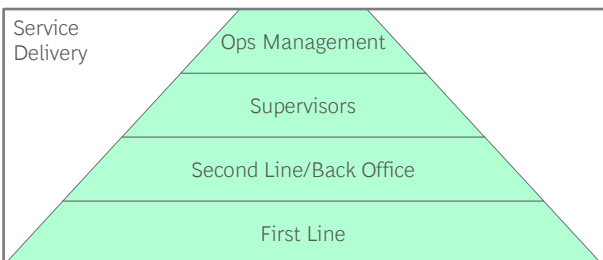 Service
Delivery
Ops Management
Supervisors
Second Line/Back Office
First Line